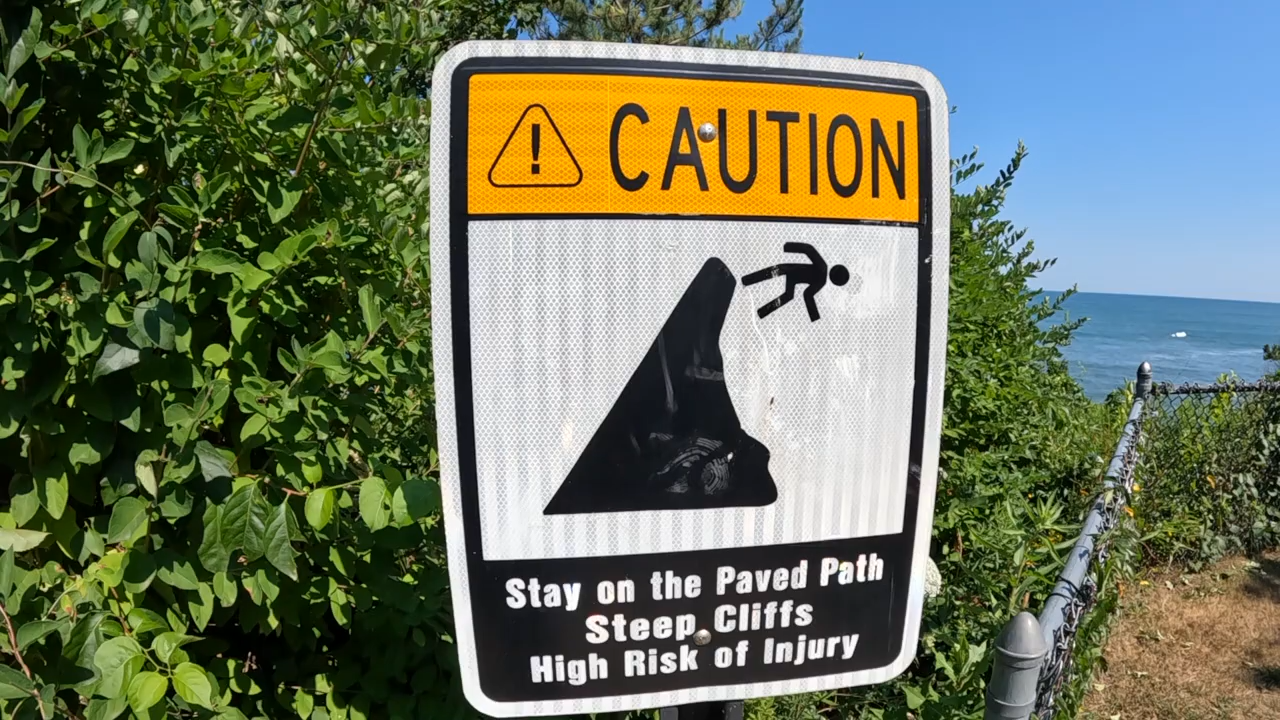 ! CAUTION
Stay on the Paved Path
Steep Cliffs
High Risk of Injury